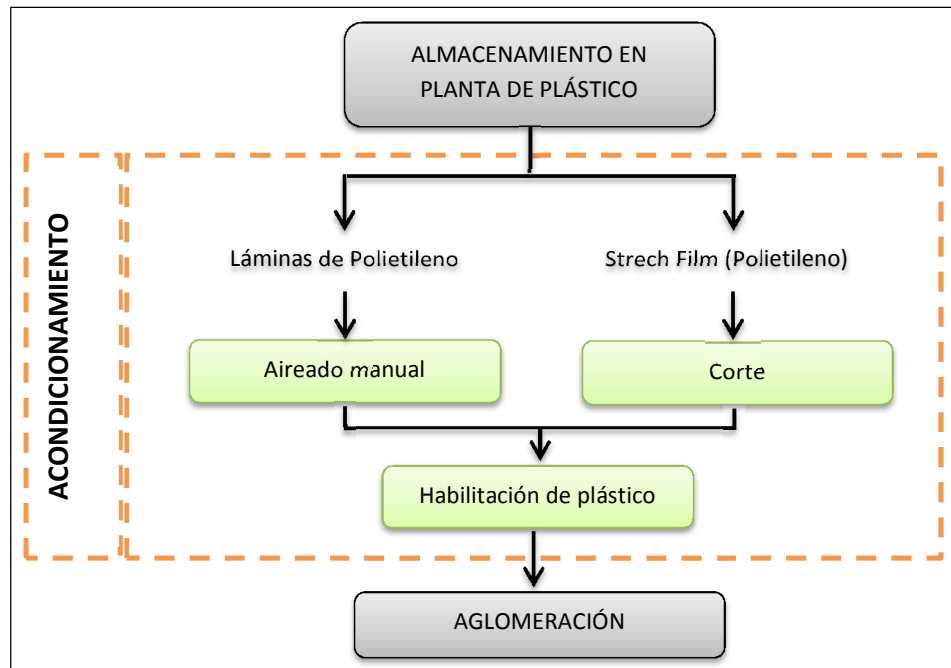 ALMACENAMIENTO EN
PLANTA DE PLÁSTICO
ACONDICIONAMIENTO
Láminas de Polietileno
Strech Film (Polietileno)
Aireado manual
Corte
Habilitación de plástico
AGLOMERACIÓN